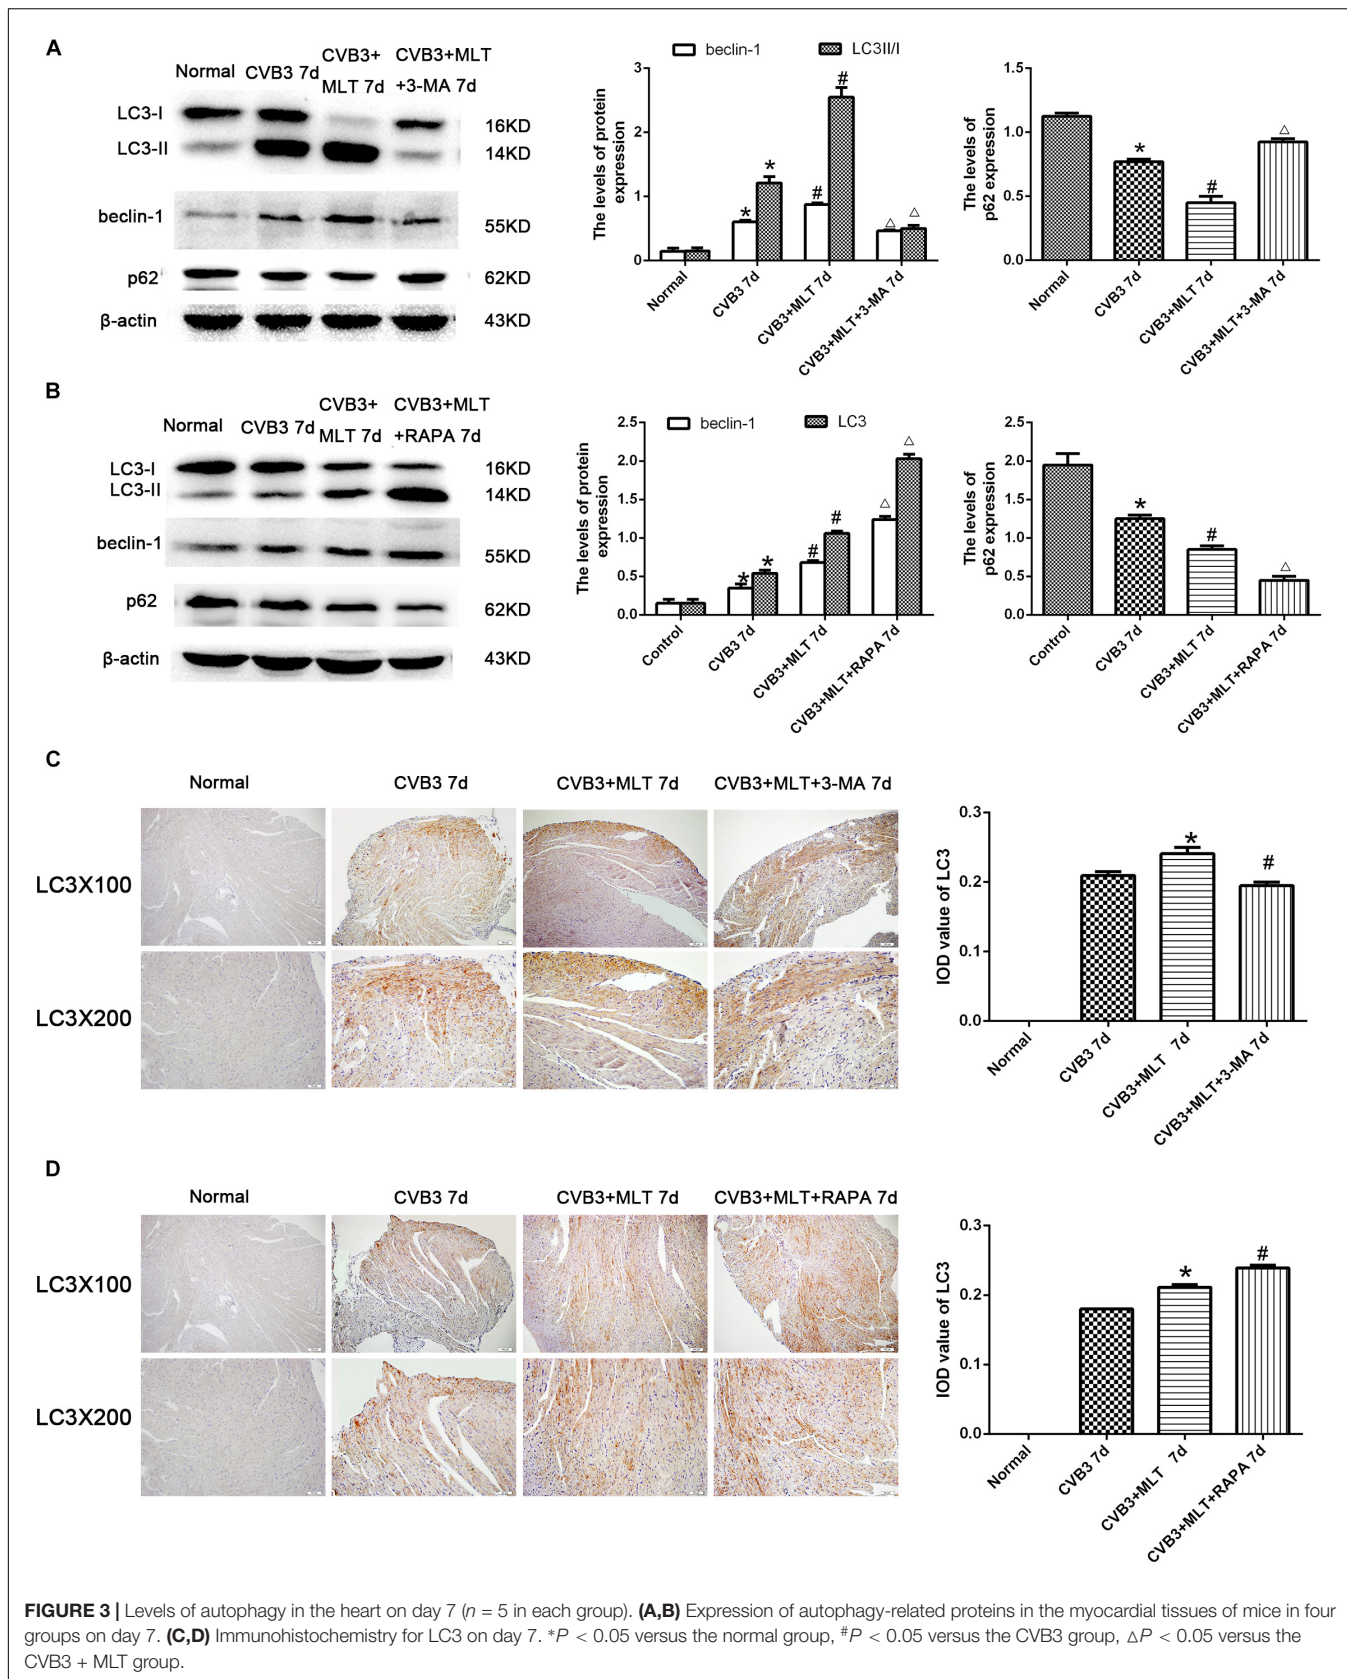 A
Normal CVB3 7d CVB3+ MLT 7d CVB3+MLT +3-MA 7d
LC3-I 16KD
LC3-II 14KD
beclin-1 55KD
p62 62KD
β-actin 43KD
beclin-1 LC3II/I
The levels of protein expression
3
2
1
0
* * # # △ △
Normal CVB3 7d CVB3+MLT 7d CVB3+MLT+3-MA 7d
The levels of p62 expression
1.5
1.0
0.5
0.0
* # △
Normal CVB3 7d CVB3+MLT 7d CVB3+MLT+3-MA 7d
B
Normal CVB3 7d CVB3+ MLT 7d CVB3+MLT +RAPA 7d
LC3-I 16KD
LC3-II 14KD
beclin-1 55KD
p62 62KD
β-actin 43KD
beclin-1 LC3
The levels of protein expression
2.5
2.0
1.5
1.0
0.5
0.0
* * # # △ △
Control CVB3 7d CVB3+MLT 7d CVB3+MLT+RAPA 7d
The levels of p62 expression
2.5
2.0
1.5
1.0
0.5
0.0
* # △
Control CVB3 7d CVB3+MLT 7d CVB3+MLT+RAPA 7d
C
Normal CVB3 7d CVB3+MLT 7d CVB3+MLT+3-MA 7d
LC3X100
LC3X200
IOD value of LC3
0.3
0.2
0.1
0.0
* #
Normal CVB3 7d CVB3+MLT 7d CVB3+MLT+3-MA 7d
D
Normal CVB3 7d CVB3+MLT 7d CVB3+MLT+RAPA 7d
LC3X100
LC3X200
IOD value of LC3
0.3
0.2
0.1
0.0
* #
Normal CVB3 7d CVB3+MLT 7d CVB3+MLT+RAPA 7d
FIGURE 3 | Levels of autophagy in the heart on day 7 (n = 5 in each group). (A,B) Expression of autophagy-related proteins in the myocardial tissues of mice in four
groups on day 7. (C,D) Immunohistochemistry for LC3 on day 7. *P < 0.05 versus the normal group, #P < 0.05 versus the CVB3 group, △P < 0.05 versus the
CVB3 + MLT group.